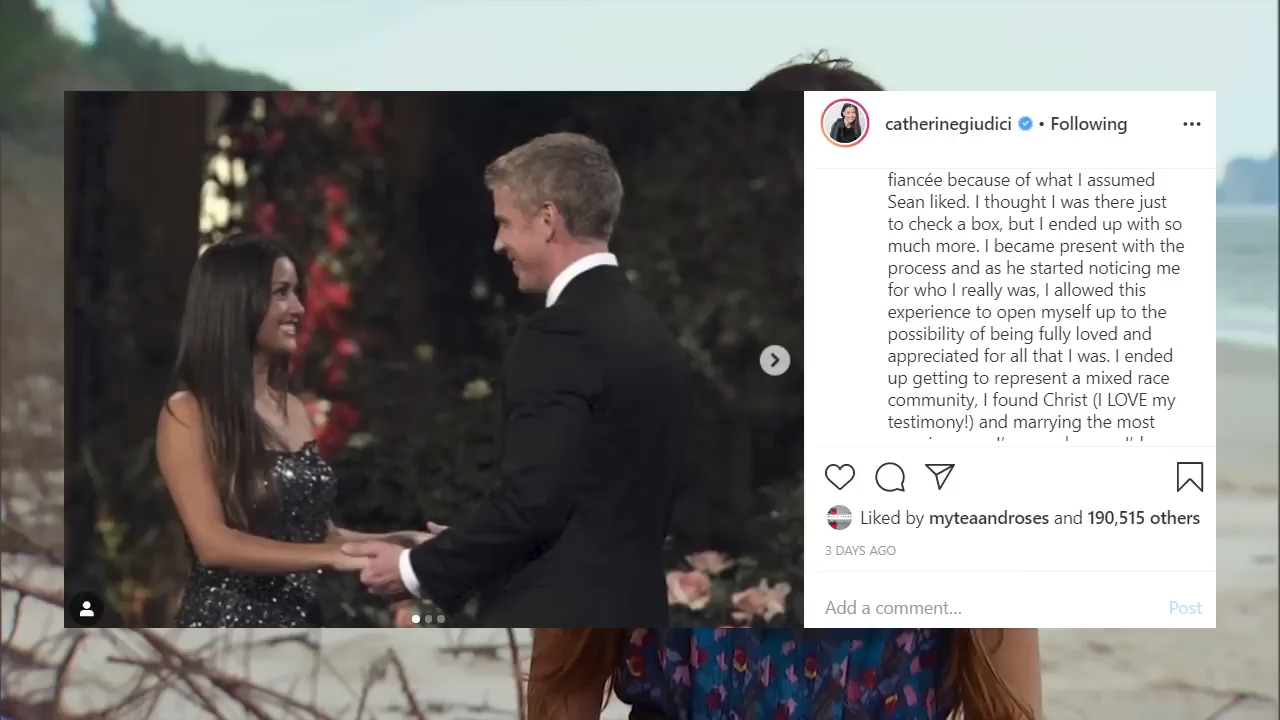 catherinegiudici • Following
fiancée because of what I assumed
Sean liked. I thought I was there just
to check a box, but I ended up with so
much more. I became present with the
process and as he started noticing me
for who I really was, I allowed this
experience to open myself up to the
possibility of being fully loved and
appreciated for all that I was. I ended
up getting to represent a mixed race
community, I found Christ (I LOVE my
testimony!) and marrying the most
Liked by myteaandroses and 190,515 others
3 DAYS AGO
Add a comment...
Post